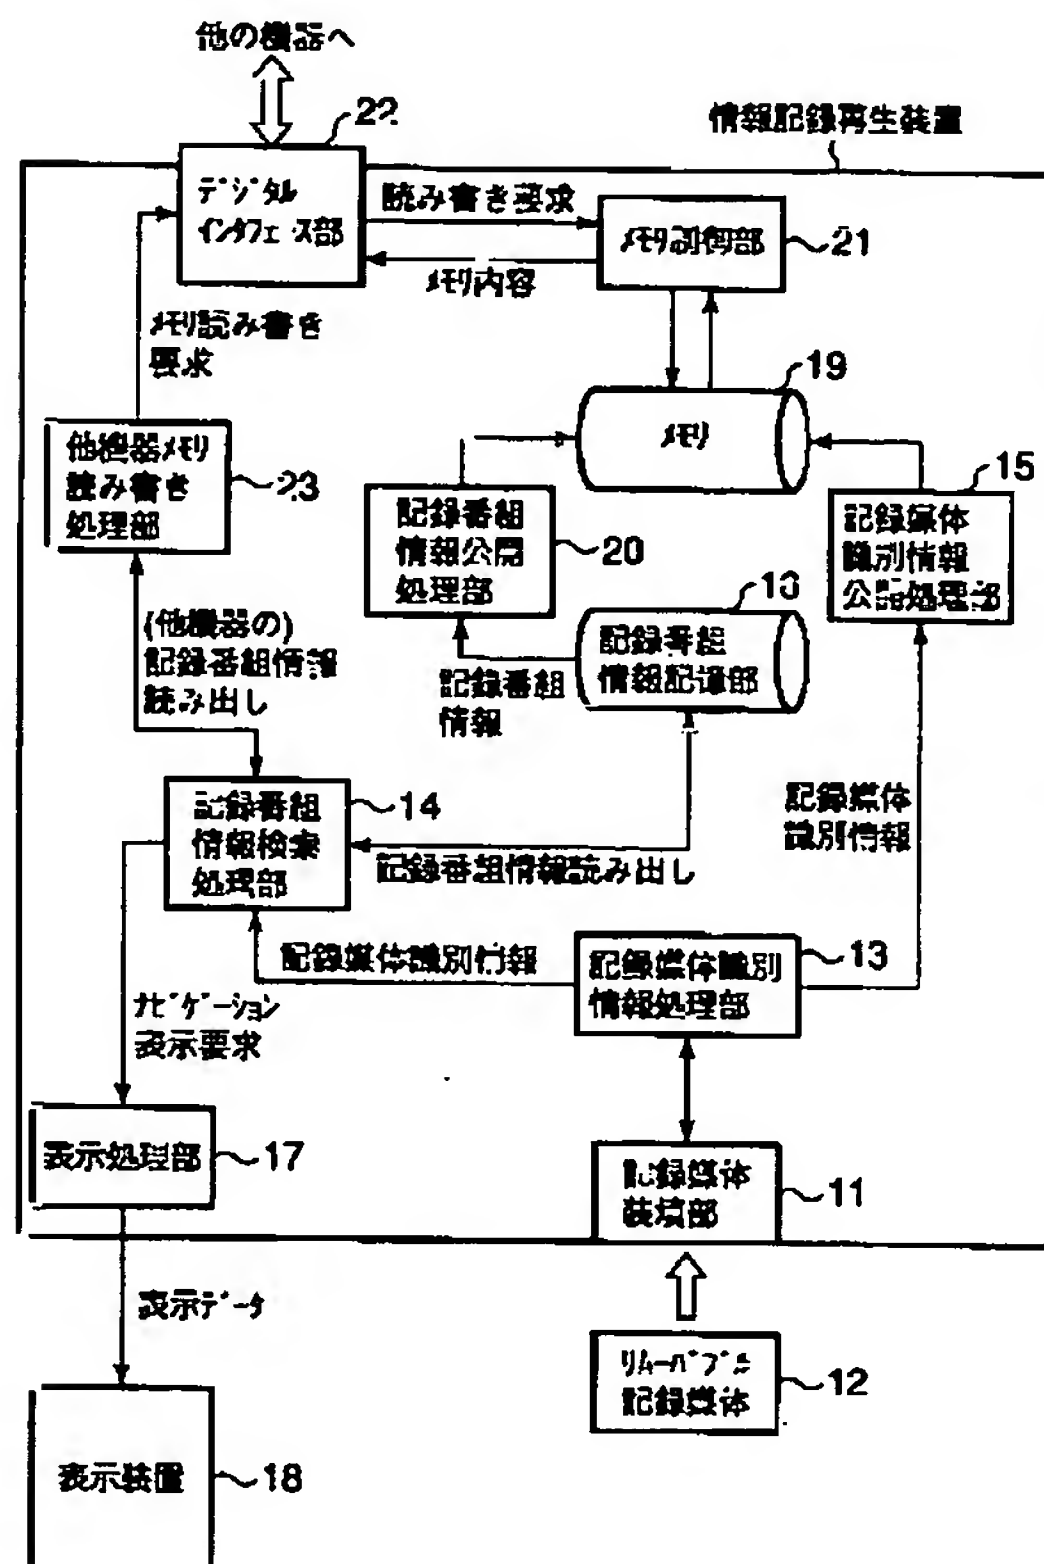 他の機器へ
22
情報記録再生装置
デジタル
インタフェース部
読み書き要求
メモリ制御部
21
メモリ内容
メモリ読み書き
要求
19
メモリ
他機器メモリ
読み書き
処理部
23
15
記録番組
情報公開
処理部
20
記録媒体
識別情報
公開処理部
16
(他機器の)
記録番組情報
読み出し
記録番組
情報記憶部
記録番組
情報
記録番組
情報検索
処理部
14
記録媒体
識別情報
記録番組情報読み出し
記録媒体識別情報
記録媒体識別
情報処理部
13
ナビゲーション
表示要求
表示処理部
17
記録媒体
装填部
11
表示データ
リムーバブル
記録媒体
12
表示装置
18